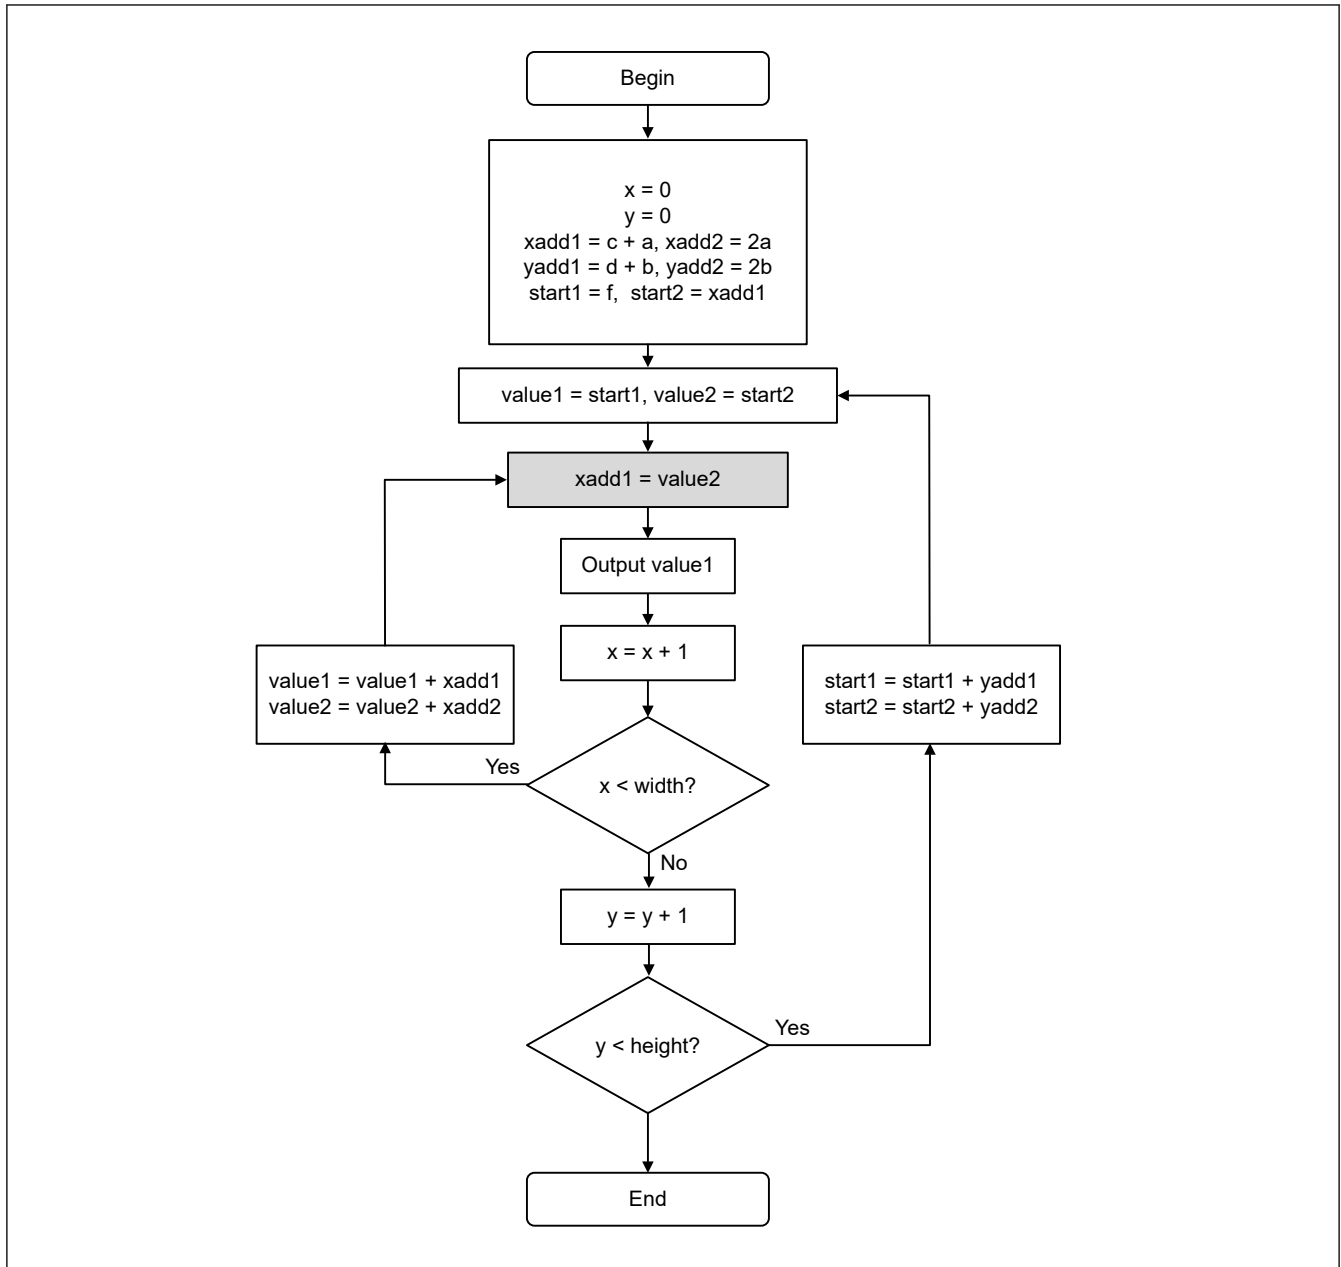 Begin
x = 0
y = 0
xadd1 = c + a, xadd2 = 2a
yadd1 = d + b, yadd2 = 2b
start1 = f,  start2 = xadd1
value1 = start1, value2 = start2
xadd1 = value2
Output value1
x = x + 1
value1 = value1 + xadd1
value2 = value2 + xadd2
start1 = start1 + yadd1
start2 = start2 + yadd2
Yes
x < width?
No
y = y + 1
Yes
y < height?
End